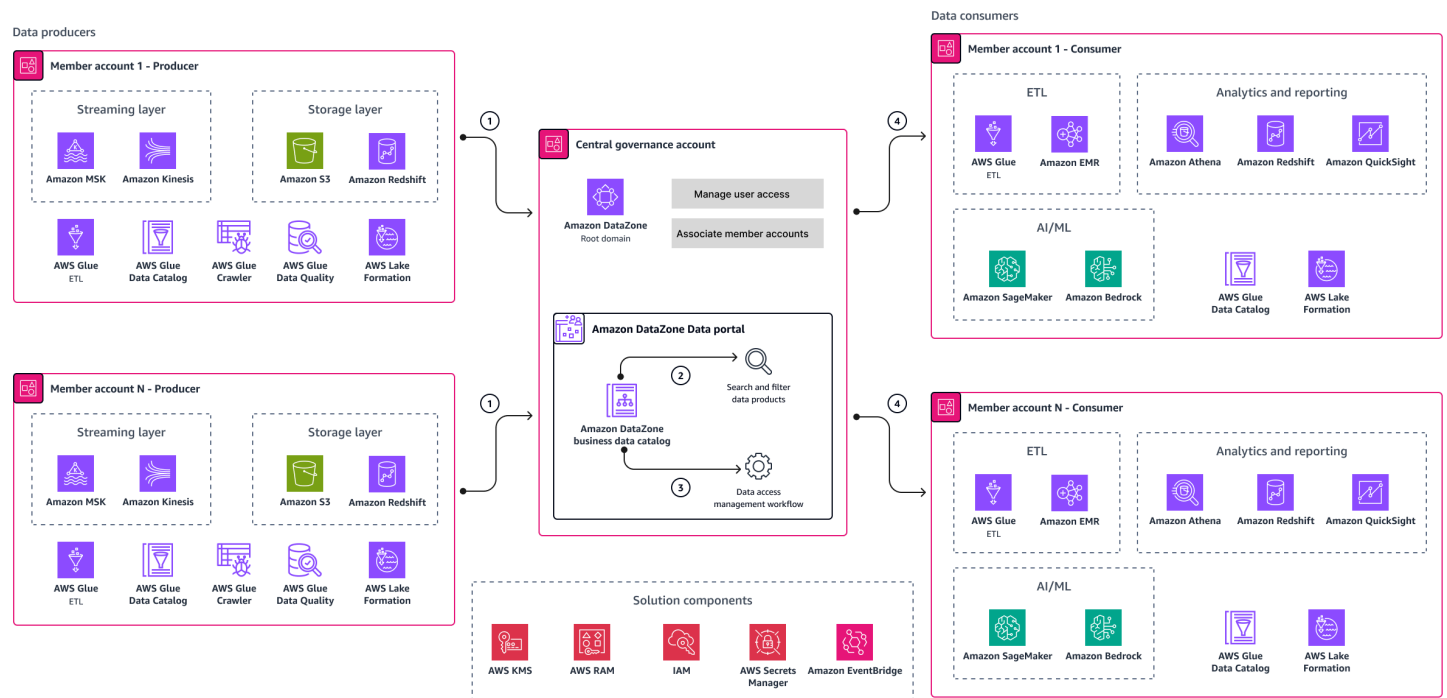 Data producers
Member account 1 - Producer
Streaming layer
Amazon MSK
Amazon Kinesis
Storage layer
Amazon S3
Amazon Redshift
AWS Glue
ETL
AWS Glue
Data Catalog
AWS Glue
Crawler
AWS Glue
Data Quality
AWS Lake
Formation
Member account N - Producer
Streaming layer
Amazon MSK
Amazon Kinesis
Storage layer
Amazon S3
Amazon Redshift
AWS Glue
ETL
AWS Glue
Data Catalog
AWS Glue
Crawler
AWS Glue
Data Quality
AWS Lake
Formation
1
1
Central governance account
Amazon DataZone
Root domain
Manage user access
Associate member accounts
Amazon DataZone Data portal
Amazon DataZone
business data catalog
2
Search and filter
data products
3
Data access
management workflow
Solution components
AWS KMS
AWS RAM
IAM
AWS Secrets
Manager
Amazon EventBridge
4
4
Data consumers
Member account 1 - Consumer
ETL
AWS Glue
ETL
Amazon EMR
Analytics and reporting
Amazon Athena
Amazon Redshift
Amazon QuickSight
AI/ML
Amazon SageMaker
Amazon Bedrock
AWS Glue
Data Catalog
AWS Lake
Formation
Member account N - Consumer
ETL
AWS Glue
ETL
Amazon EMR
Analytics and reporting
Amazon Athena
Amazon Redshift
Amazon QuickSight
AI/ML
Amazon SageMaker
Amazon Bedrock
AWS Glue
Data Catalog
AWS Lake
Formation